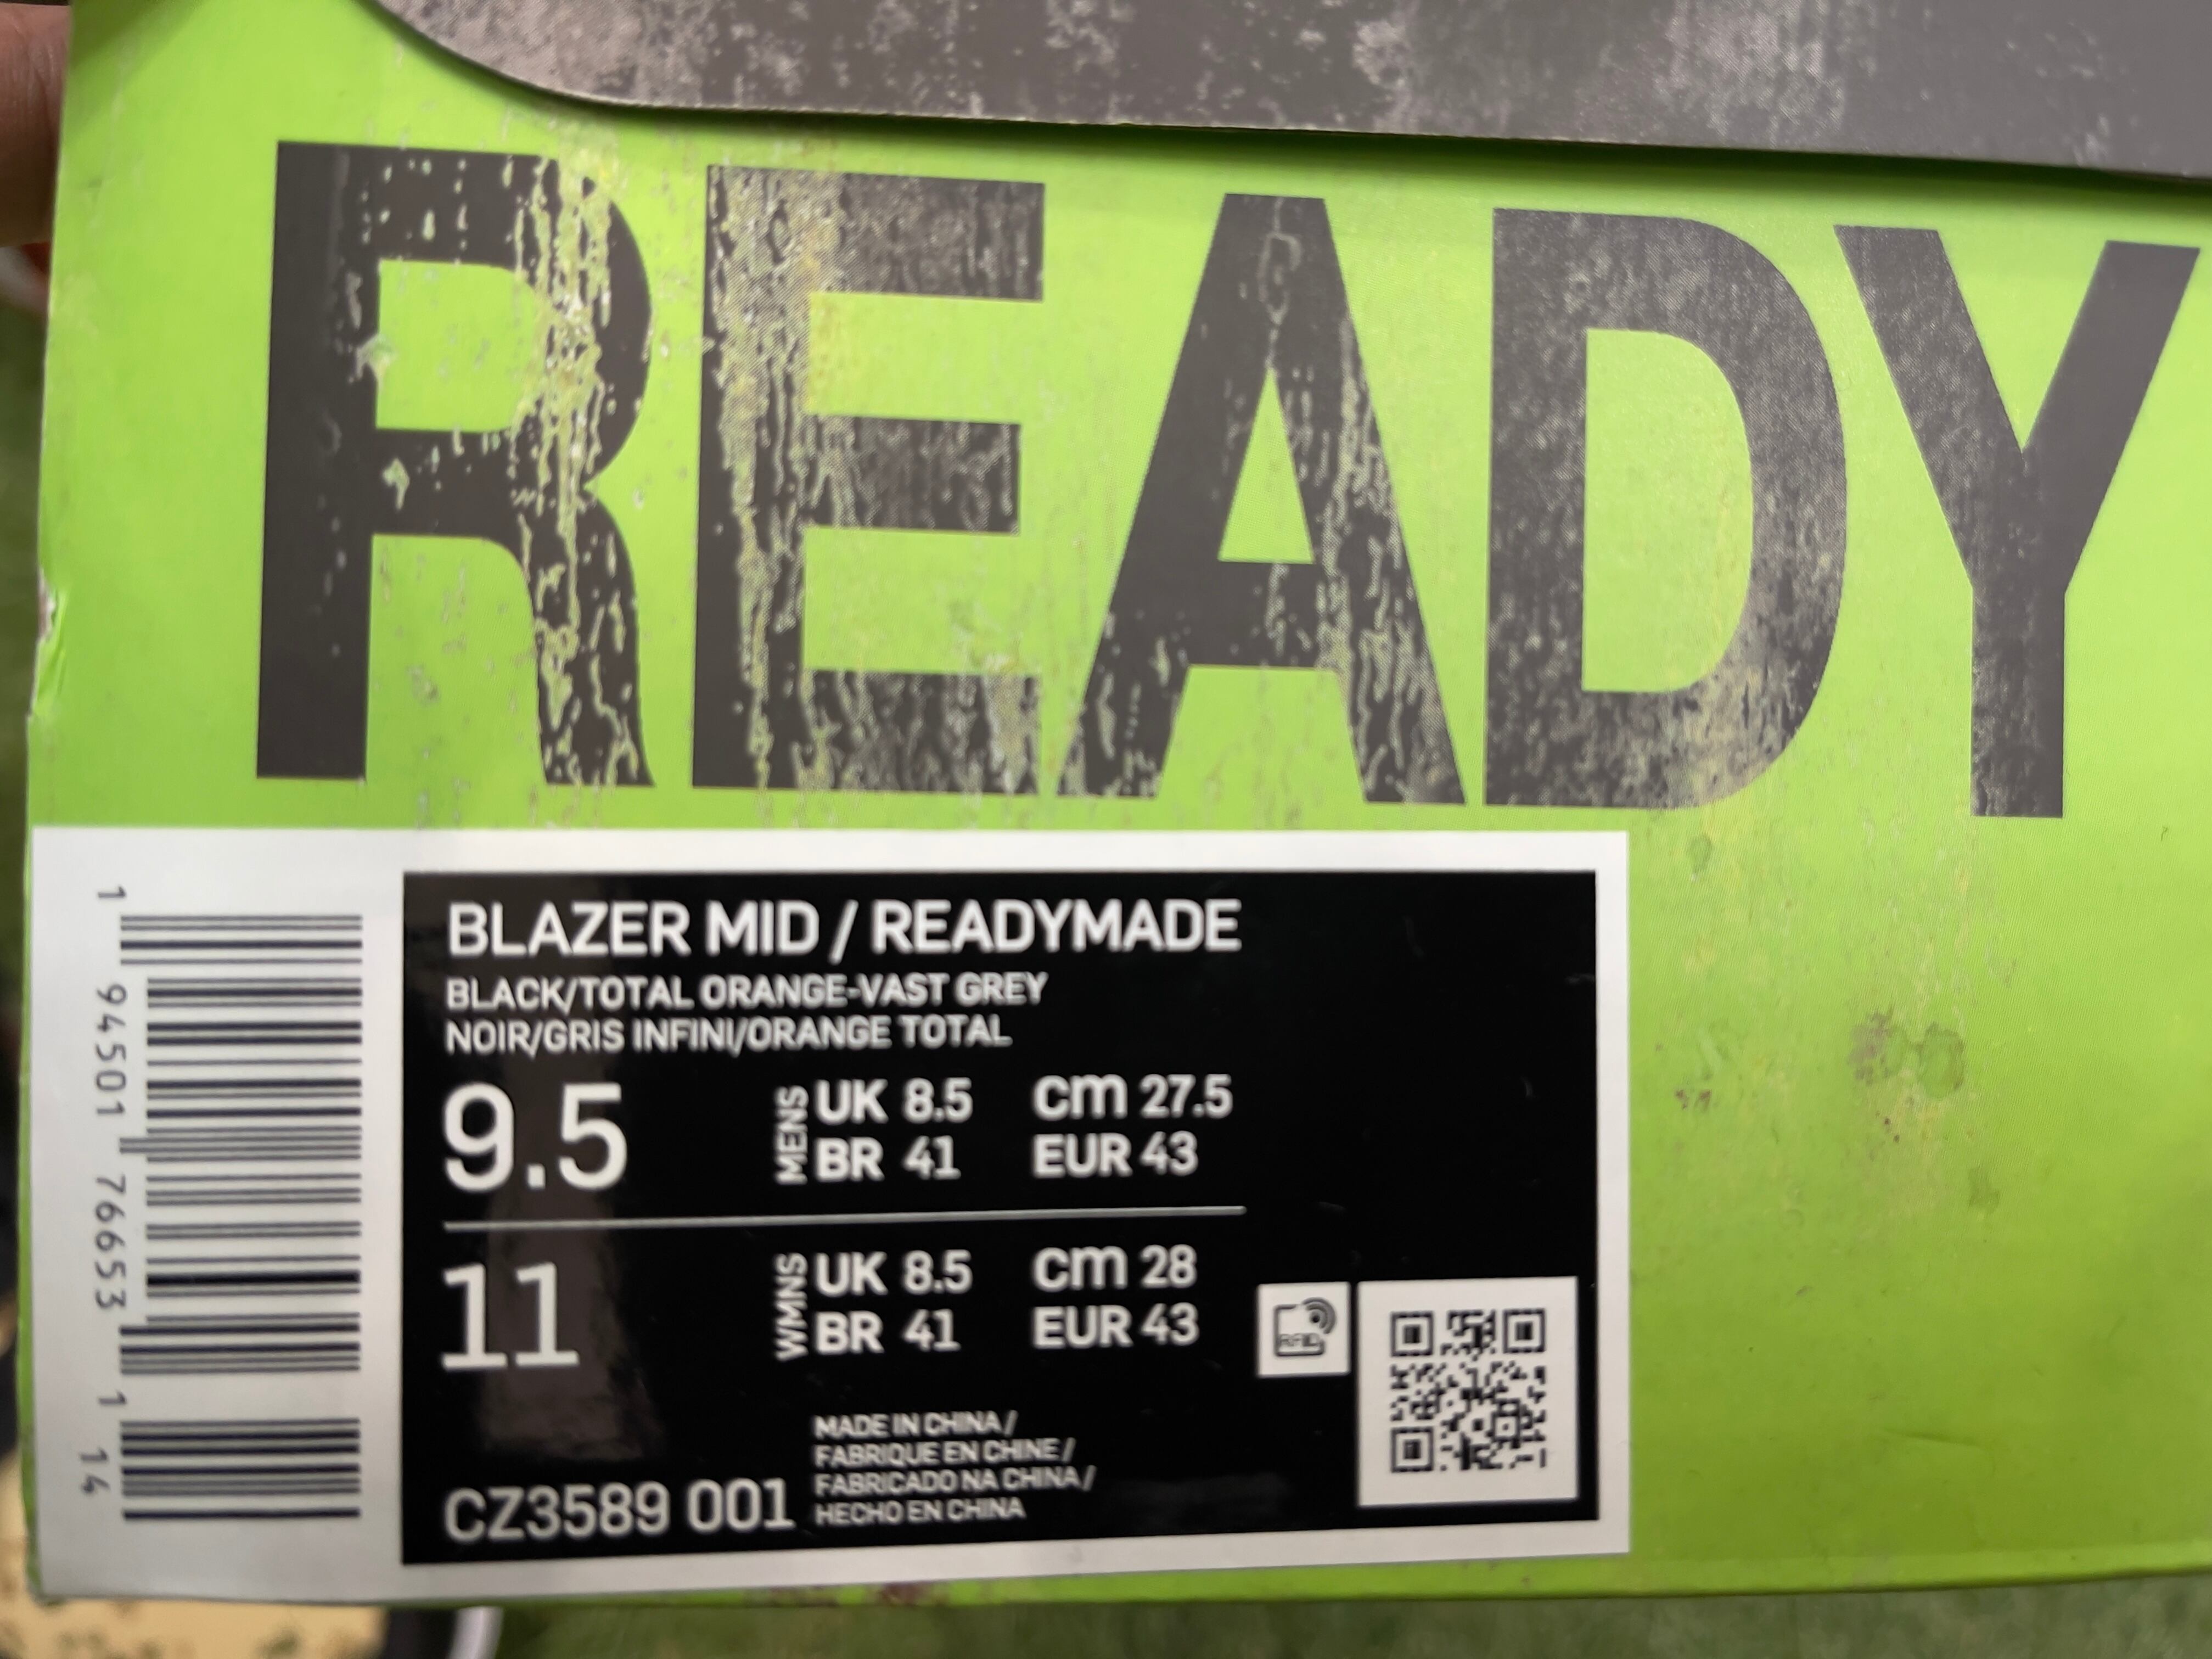 READY
BLAZER MID / READYMADE
BLACK/TOTAL ORANGE-VAST GREY
NOIR/GRIS INFINI/ORANGE TOTAL
9.5 MENS UK 8.5 cm 27.5
BR 41 EUR 43
11 WMNS UK 8.5 cm 28
BR 41 EUR 43
RFID
MADE IN CHINA /
FABRIQUE EN CHINE /
FABRICADO NA CHINA /
HECHO EN CHINA
CZ3589 001
1 94501 76653 1 14